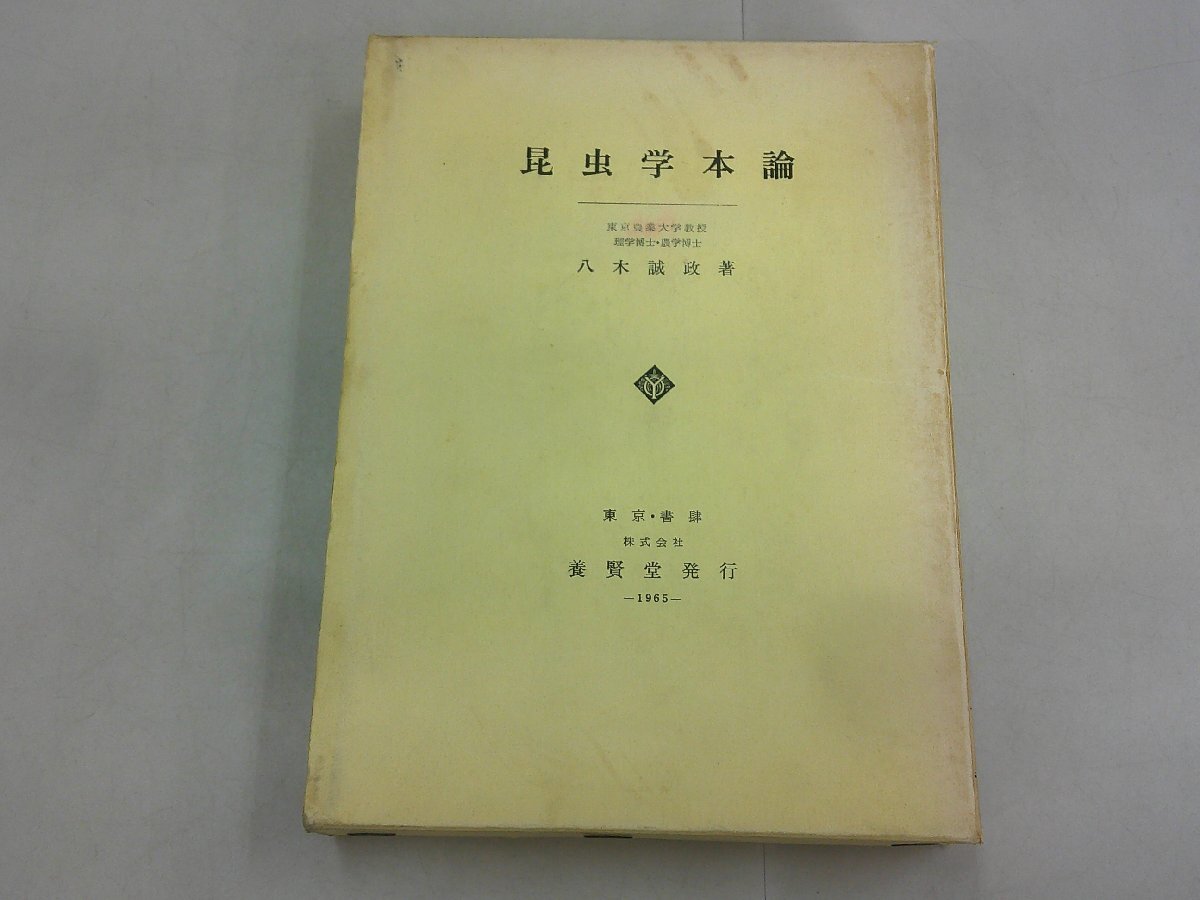 昆虫学本論
東京農業大学教授
理学博士・農学博士
八木誠政著
東京・書肆
株式会社
養賢堂発行
—1965—